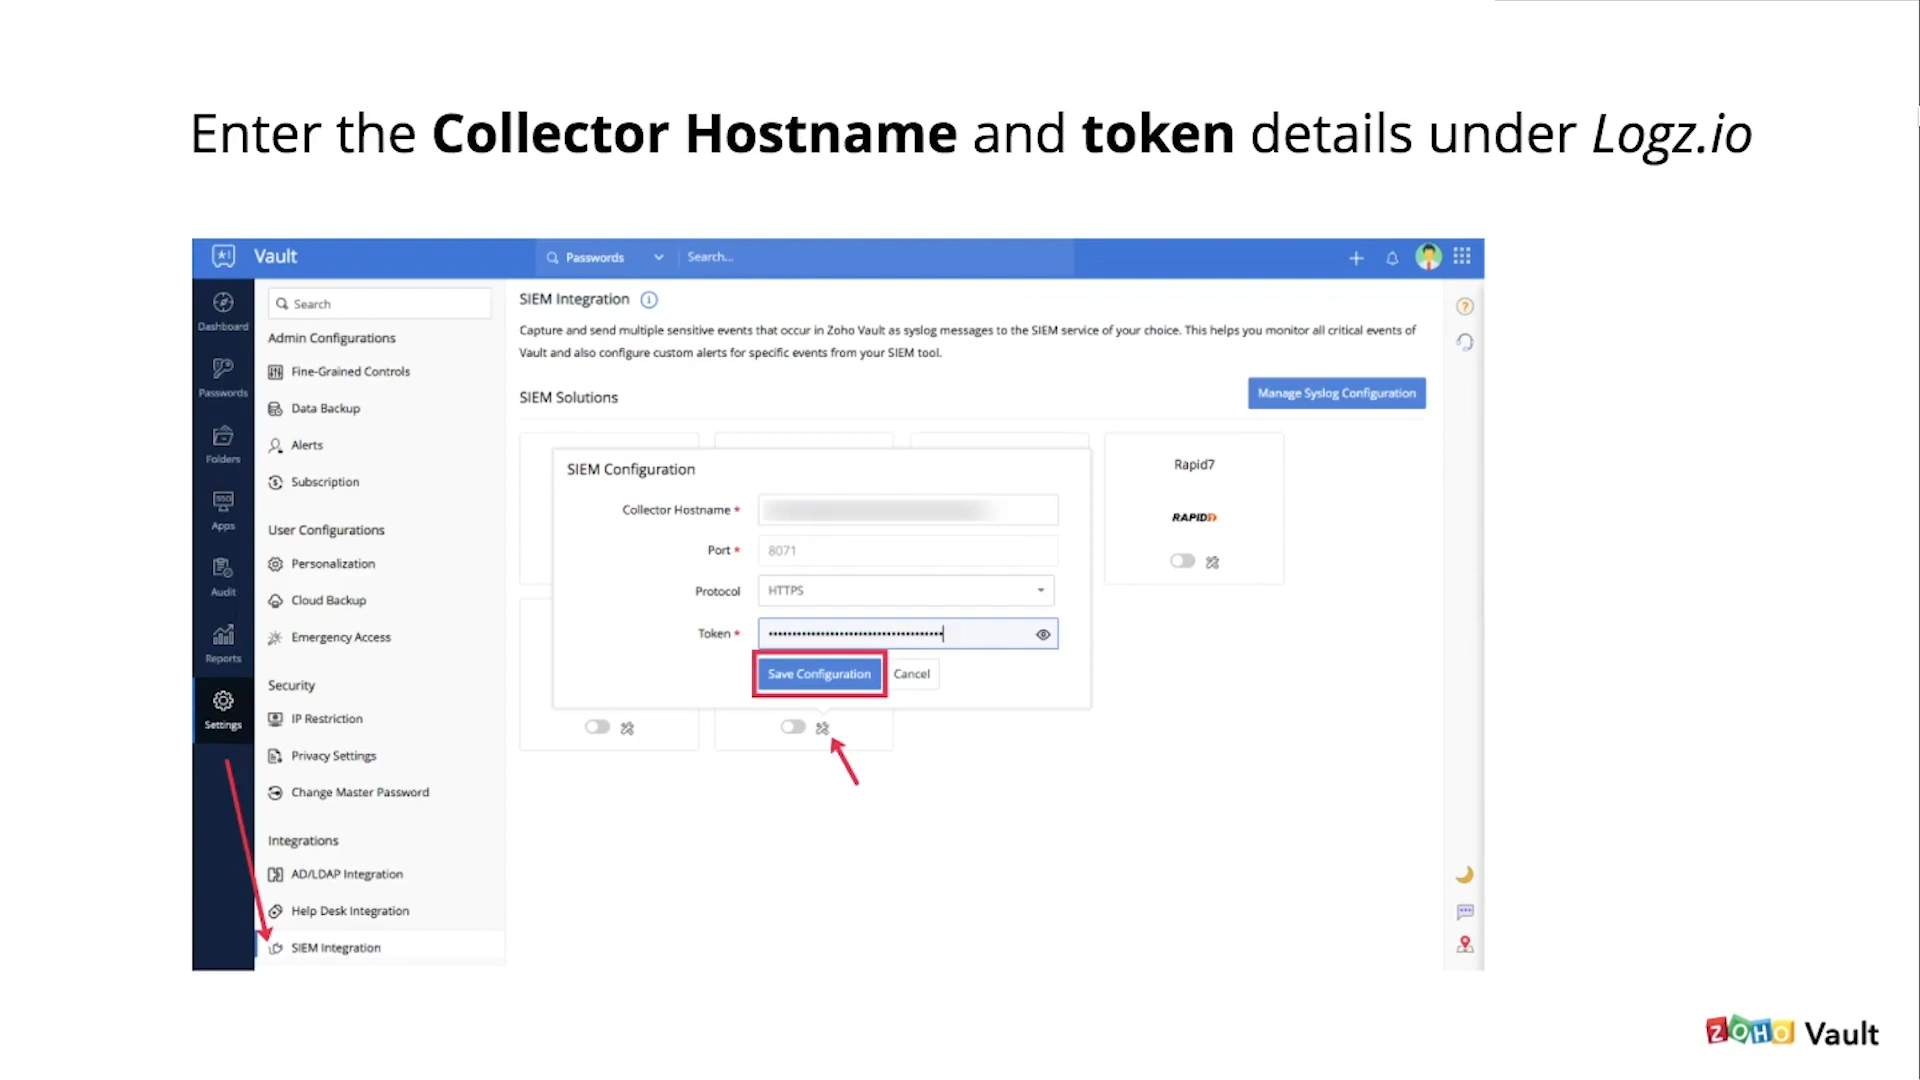 Enter the Collector Hostname and token details under Logz.io
Vault
Passwords
Search...
Dashboard
Passwords
Folders
Apps
Audit
Reports
Settings
Search
Admin Configurations
Fine-Grained Controls
Data Backup
Alerts
Subscription
User Configurations
Personalization
Cloud Backup
Emergency Access
Security
IP Restriction
Privacy Settings
Change Master Password
Integrations
AD/LDAP Integration
Help Desk Integration
SIEM Integration
SIEM Integration
Capture and send multiple sensitive events that occur in Zoho Vault as syslog messages to the SIEM service of your choice. This helps you monitor all critical events of
Vault and also configure custom alerts for specific events from your SIEM tool.
SIEM Solutions
Manage Syslog Configuration
SIEM Configuration
Collector Hostname *
Port * 8071
Protocol HTTPS
Token *
Save Configuration
Cancel
Rapid7
RAPID7
ZOHO Vault